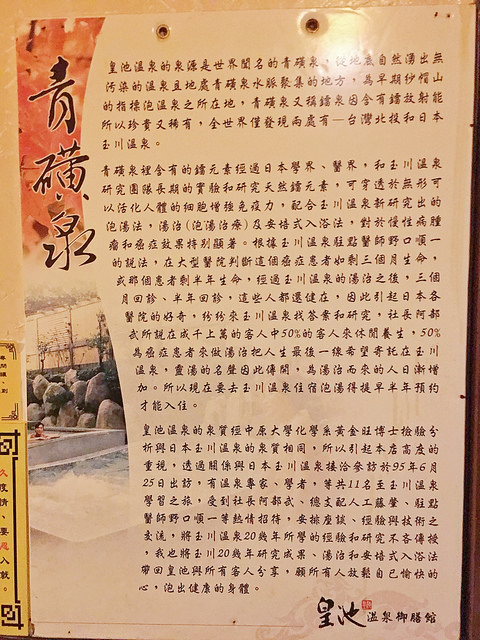 青磺泉
皇池溫泉的泉源是世界聞名的青磺泉，從地底自然湧出無
污染的溫泉且地處青磺泉水脈聚集的地方，為早期紗帽山
的指標泡溫泉之所在地，青磺泉又稱鐳泉因含有鐳放射能
所以珍貴又稀有，全世界僅發現兩處有—台灣北投和日本
玉川溫泉。
青磺泉裡含有的鐳元素經過日本學界、醫界，和玉川溫泉
研究團隊長期的實驗和研究天然鐳元素，可穿透於無形可
以活化人體的細胞增強免疫力，配合玉川溫泉新研究出的
泡湯法，湯治(泡湯治療)及安倍式入浴法，對於慢性病腫
瘤和癌症效果特別顯著。根據玉川溫泉駐點醫師野口順一
的說法，在大型醫院判斷這個癌症患者如剩三個月生命，
或那個患者剩半年生命，經過玉川溫泉的湯治之後，三個
月回診、半年回診，這些人都還健在，因此引起日本各
醫院的好奇，紛紛來玉川溫泉找答案和研究，社長阿部
武所說在成千上萬的客人中50%的客人來休閒養生，50%
為癌症患者來做湯治把人生最後一線希望寄託在玉川
溫泉，靈湯的名聲因此傳開，為湯治而來的人日漸增
加。所以現在要去玉川溫泉住宿泡湯得提早半年預約
才能入住。
皇池溫泉的泉質經中原大學化學系黃金旺博士檢驗分
析與日本玉川溫泉的泉質相同，所以引起本店高度的
重視，透過關係與日本玉川溫泉接洽參訪於95年6月
25日出訪，有溫泉專家、學者，等共11名至玉川溫泉
學習之旅，受到社長阿部武、總支配人工藤聲、駐點
醫師野口順一等熱情招待，安排座談、經驗與技術之
交流，將玉川溫泉20幾年所學的經驗和研究不吝傳授
，我也將玉川20幾年研究成果、湯治和安倍式入浴法
帶回皇池與所有客人分享，願所有人放鬆自己愉快的
心，泡出健康的身體。
皇池溫泉御膳館